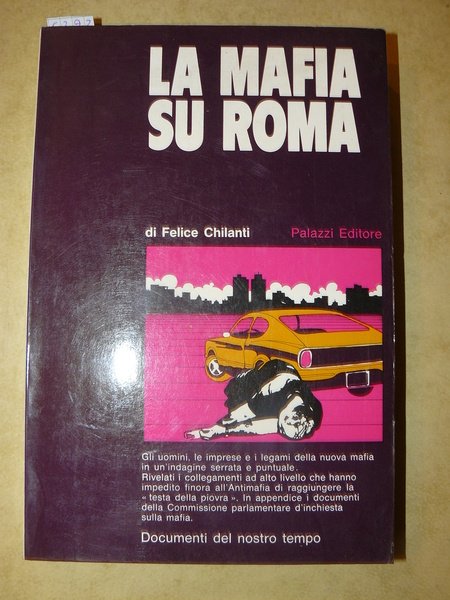 LA MAFIA
SU ROMA
di Felice Chilanti Palazzi Editore
Gli uomini, le imprese e i legami della nuova mafia
in un'indagine serrata e puntuale.
Rivelati i collegamenti ad alto livello che hanno
impedito finora all'Antimafia di raggiungere la
« testa della piovra ». In appendice i documenti
della Commissione parlamentare d'inchiesta
sulla mafia.
Documenti del nostro tempo